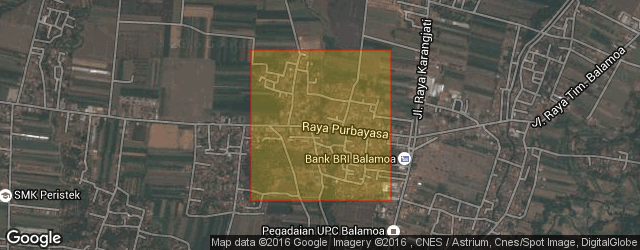 Jl. Raya Karangjati
Jl. Raya Tim. Balamoa
Raya Purbayasa
Bank BRI Balamoa
SMK Peristek
Pegadaian UPC Balamoa
Google
Map data ©2016 Google Imagery ©2016 , CNES / Astrium, Cnes/Spot Image, DigitalGlobe